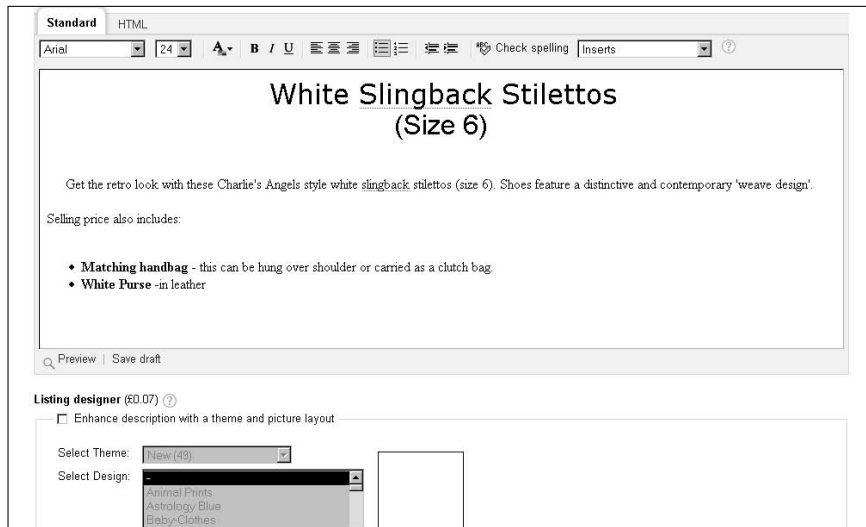 Standard HTML
Arial 24 A B I U ABC Check spelling Inserts ?
White Slingback Stilettos
(Size 6)
Get the retro look with these Charlie's Angels style white slingback stilettos (size 6). Shoes feature a distinctive and contemporary 'weave design'.
Selling price also includes:
Matching handbag - this can be hung over shoulder or carried as a clutch bag.
White Purse -in leather
Preview | Save draft
Listing designer (£0.07) ?
Enhance description with a theme and picture layout
Select Theme: New (49)
Select Design: -
Animal Prints
Astrology Blue
Baby-Clothes